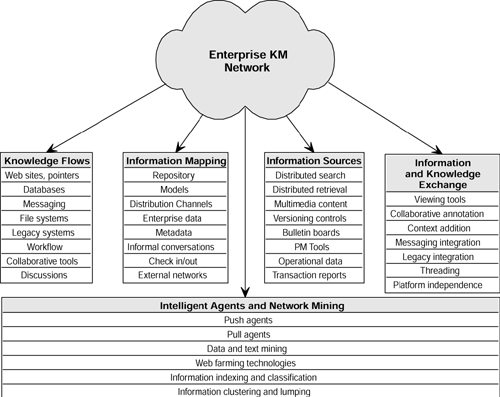 Enterprise KM
Network
Knowledge Flows
Web sites, pointers
Databases
Messaging
File systems
Legacy systems
Workflow
Collaborative tools
Discussions
Information Mapping
Repository
Models
Distribution Channels
Enterprise data
Metadata
Informal conversations
Check in/out
External networks
Information Sources
Distributed search
Distributed retrieval
Multimedia content
Versioning controls
Bulletin boards
PM Tools
Operational data
Transaction reports
Information
and Knowledge
Exchange
Viewing tools
Collaborative annotation
Context addition
Messaging integration
Legacy integration
Threading
Platform independence
Intelligent Agents and Network Mining
Push agents
Pull agents
Data and text mining
Web farming technologies
Information indexing and classification
Information clustering and lumping